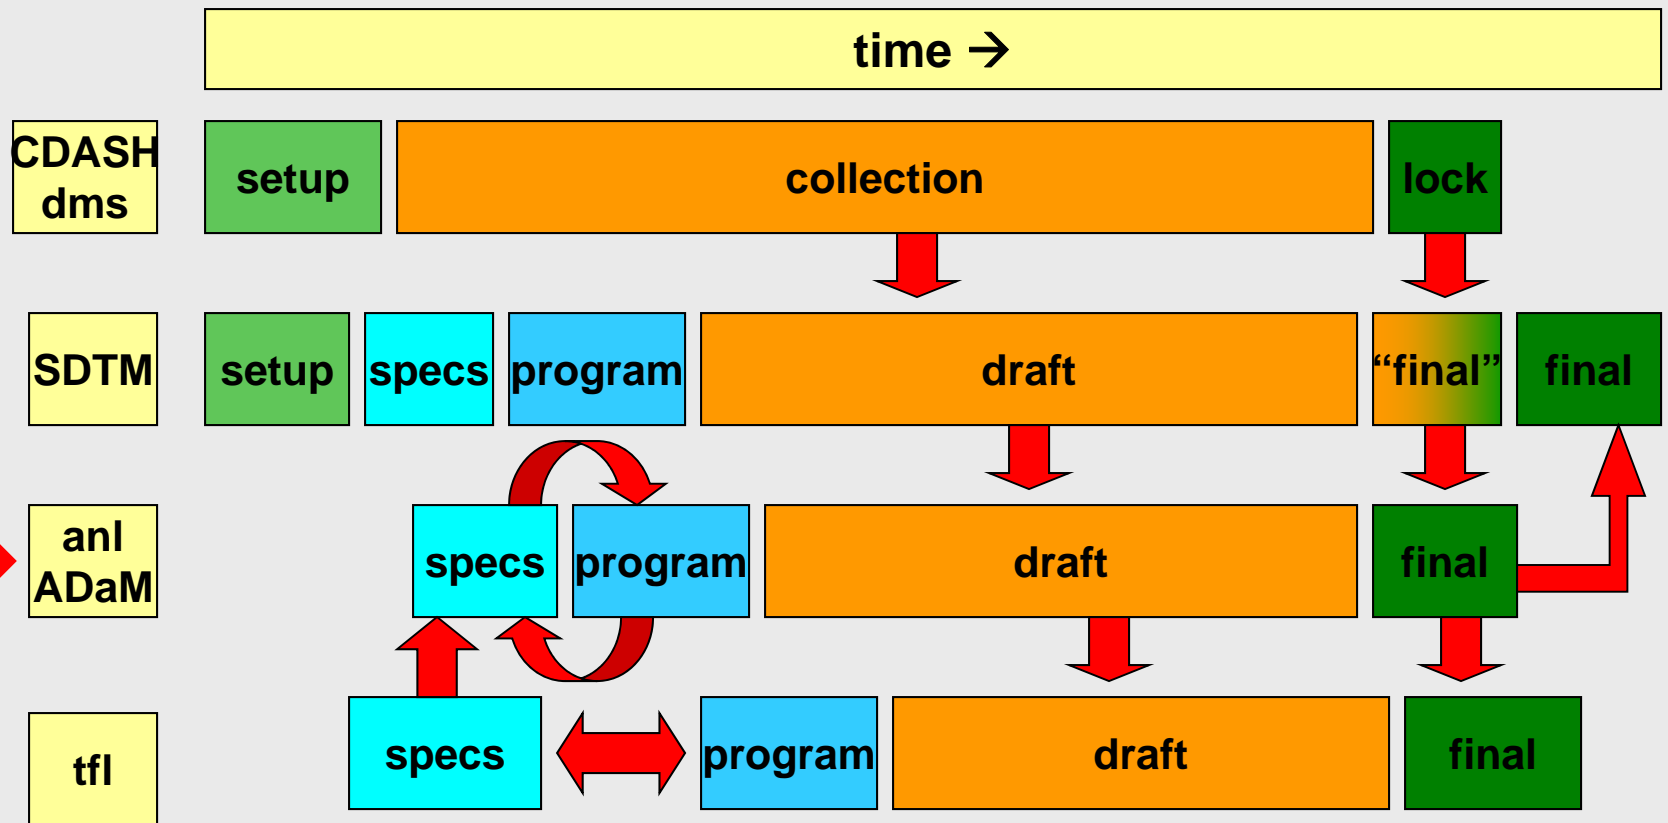 time →
CDASH
dms
setup
collection
lock
SDTM
setup
specs
program
draft
“final”
final
anl
ADaM
specs
program
draft
final
tfl
specs
program
draft
final